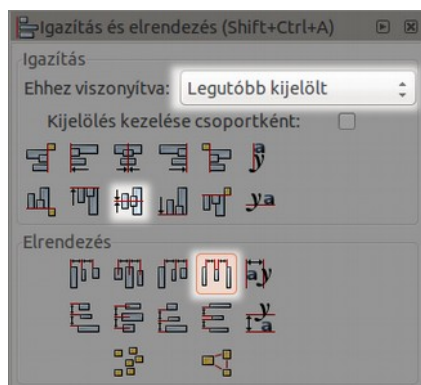 Igazítás és elrendezés (Shift+Ctrl+A)
Igazítás
Ehhez viszonyítva: Legutóbb kijelölt
Kijelölés kezelése csoportként:
Elrendezés